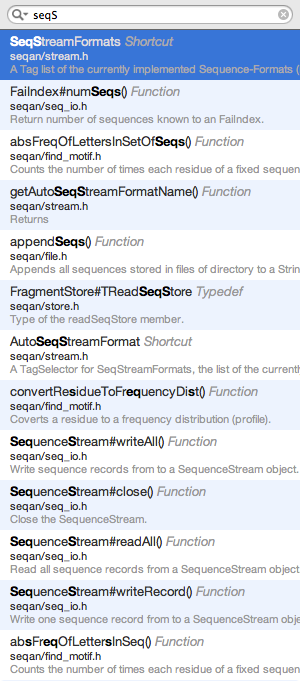 seqS
SeqStreamFormats Shortcut
seqan/stream.h
A Tag list of the currently implemented Sequence-Formats (
FaiIndex#numSeqs() Function
seqan/seq_io.h
Return number of sequences known to an FaiIndex.
absFreqOfLettersInSetOfSeqs() Function
seqan/find_motif.h
Counts the number of times each residue of a fixed sequen
getAutoSeqStreamFormatName() Function
seqan/stream.h
Returns
appendSeqs() Function
seqan/file.h
Appends all sequences stored in files of directory to a Strin
FragmentStore#TReadSeqStore Typedef
seqan/store.h
Type of the readSeqStore member.
AutoSeqStreamFormat Shortcut
seqan/stream.h
A TagSelector for SeqStreamFormats, the list of the current
convertResidueToFrequencyDist() Function
seqan/find_motif.h
Coverts a residue to a frequency distribution (profile).
SequenceStream#writeAll() Function
seqan/seq_io.h
Write sequence records from to a SequenceStream object.
SequenceStream#close() Function
seqan/seq_io.h
Close the SequenceStream.
SequenceStream#readAll() Function
seqan/seq_io.h
Read all sequence records from a SequenceStream object
SequenceStream#writeRecord() Function
seqan/seq_io.h
Write one sequence record from to a SequenceStream obje
absFreqOfLettersInSeq() Function
seqan/find_motif.h
Counts the number of times each residue of a fixed sequen